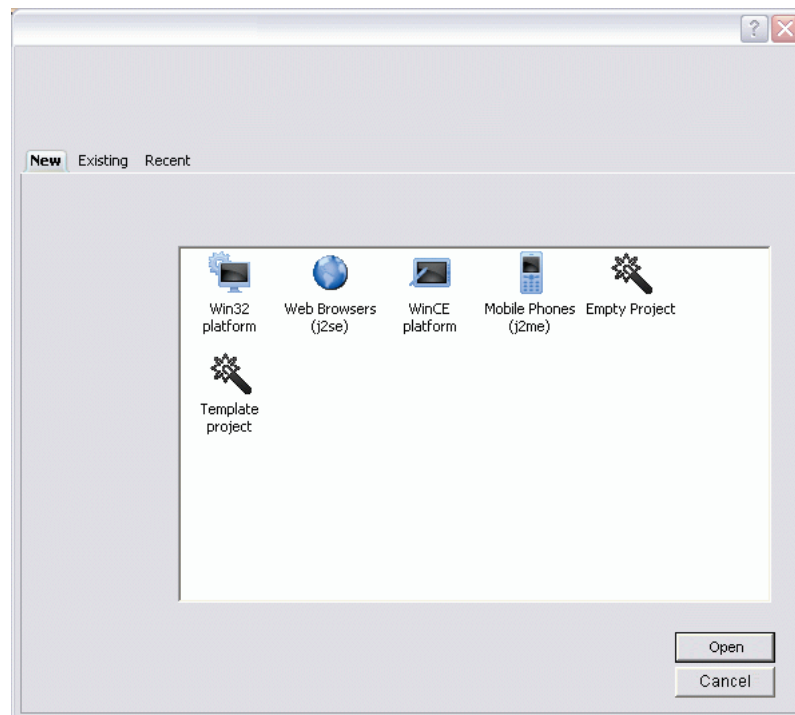 New Existing Recent
Win32 platform
Web Browsers (j2se)
WinCE platform
Mobile Phones (j2me)
Empty Project
Template project
Open
Cancel